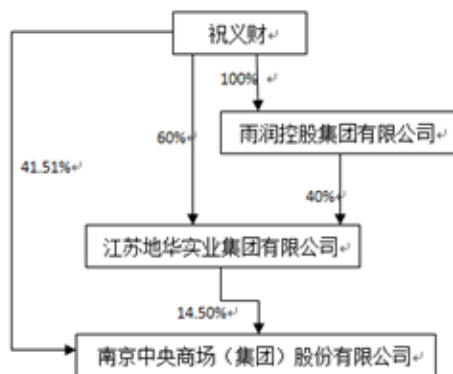 祝义财
100%
雨润控股集团有限公司
60%
41.51%
40%
江苏地华实业集团有限公司
14.50%
南京中央商场（集团）股份有限公司